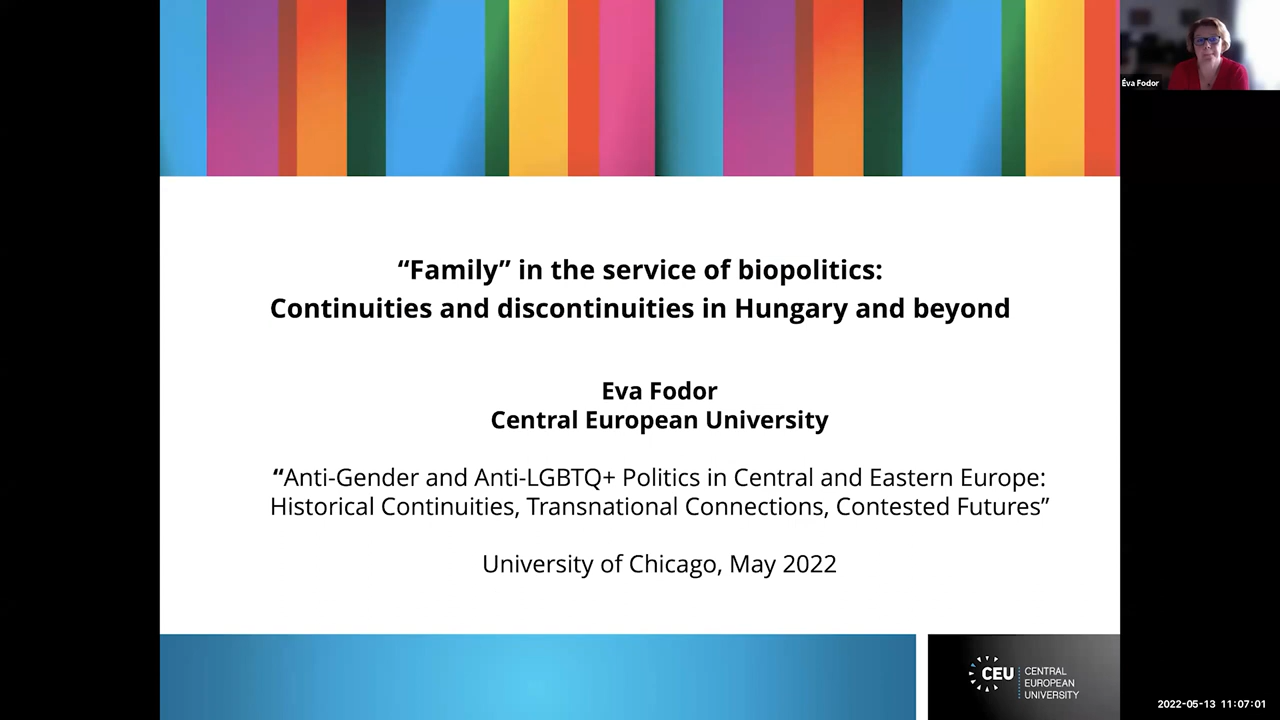 Éva Fodor
“Family” in the service of biopolitics:
Continuities and discontinuities in Hungary and beyond
Eva Fodor
Central European University
“Anti-Gender and Anti-LGBTQ+ Politics in Central and Eastern Europe:
Historical Continuities, Transnational Connections, Contested Futures”
University of Chicago, May 2022
CEU
CENTRAL
EUROPEAN
UNIVERSITY
2022-05-13 11:07:01